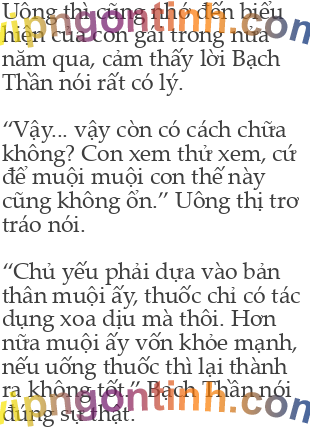 Uông thì cũng nhớ đến biểu
hiện của con gái trong nửa
năm qua, cảm thấy lời Bạch
Thần nói rất có lý.
“Vậy... vậy còn có cách chữa
không? Con xem thử xem, cứ
để muội muội con thế này
cũng không ổn.” Uông thị trơ
tráo nói.
“Chủ yếu phải dựa vào bản
thân muội ấy, thuốc chỉ có tác
dụng xoa dịu mà thôi. Hơn
nữa muội ấy vốn khỏe mạnh,
nếu uống thuốc thì lại thành
ra không tốt.” Bạch Thần nói
đúng sự thật.
vipngontinh.com